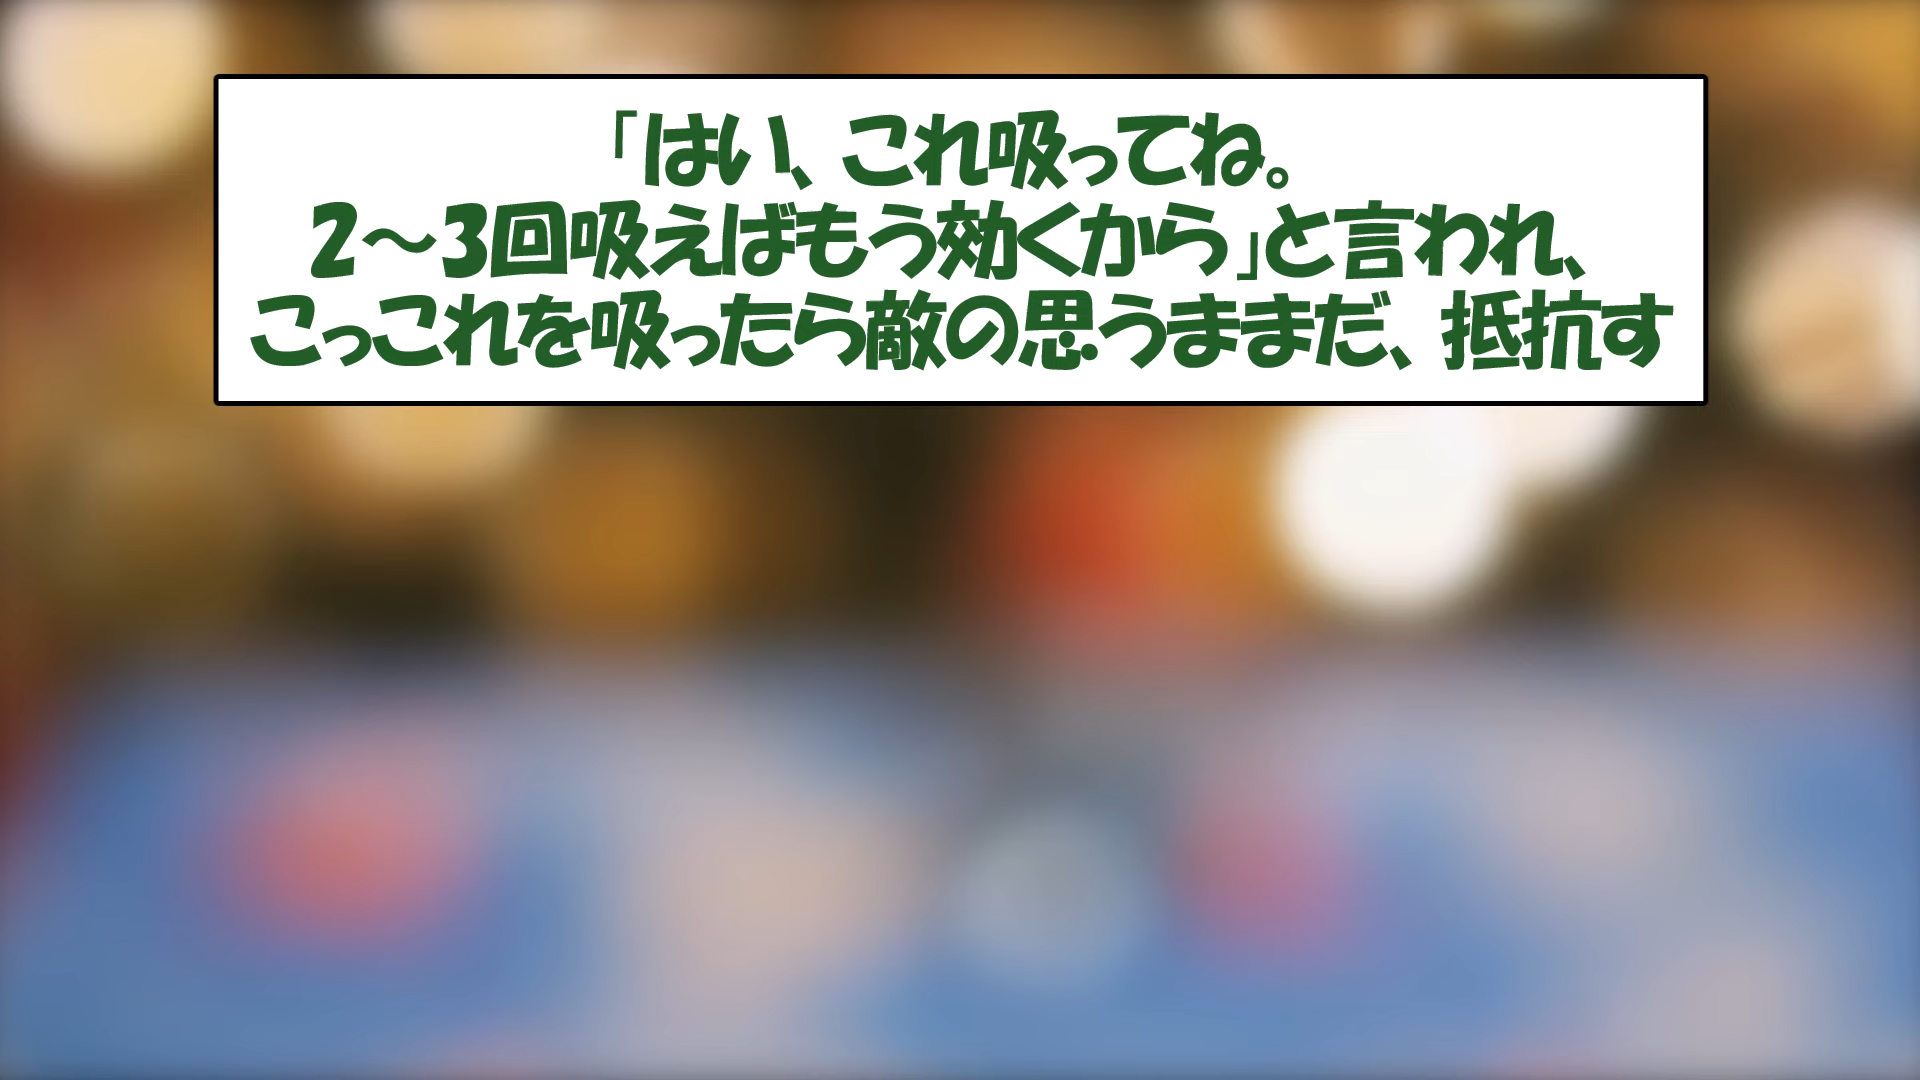 「はい、これ吸ってね。
2～3回吸えばもう効くから」と言われ、
こっこれを吸ったら敵の思うままだ、抵抗す